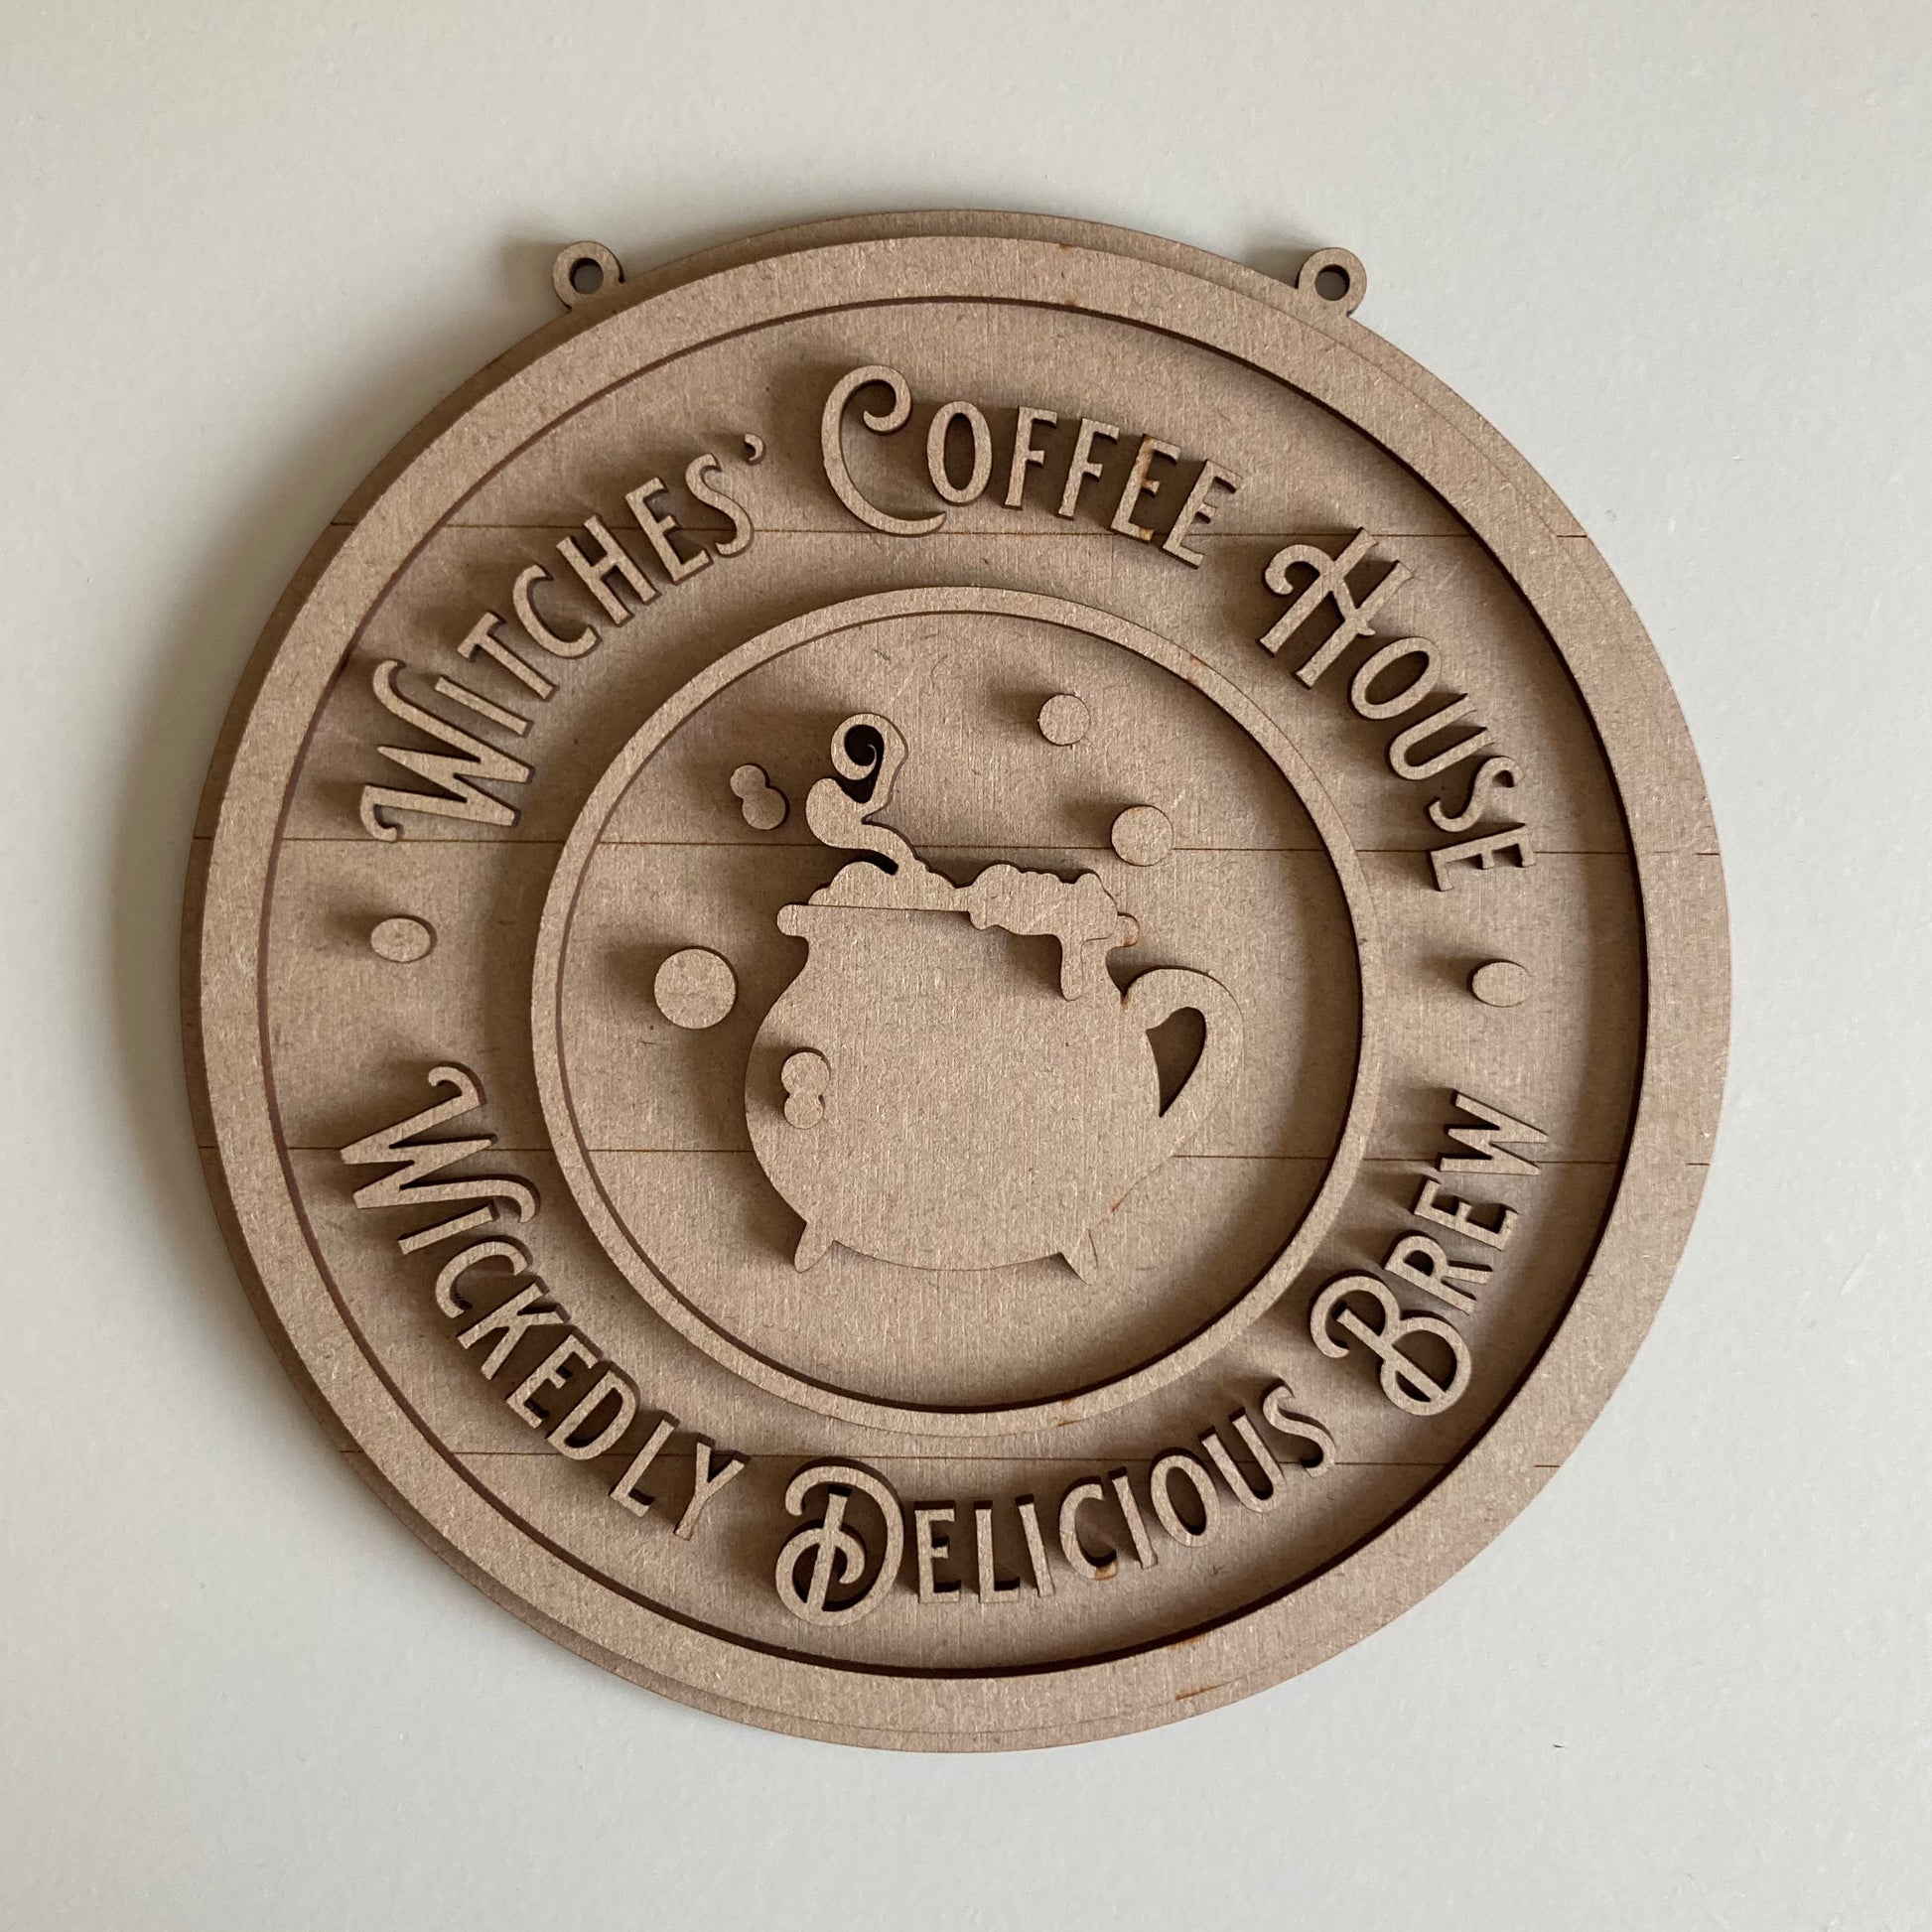 Witches' Coffee House
Wickedly Delicious Brew